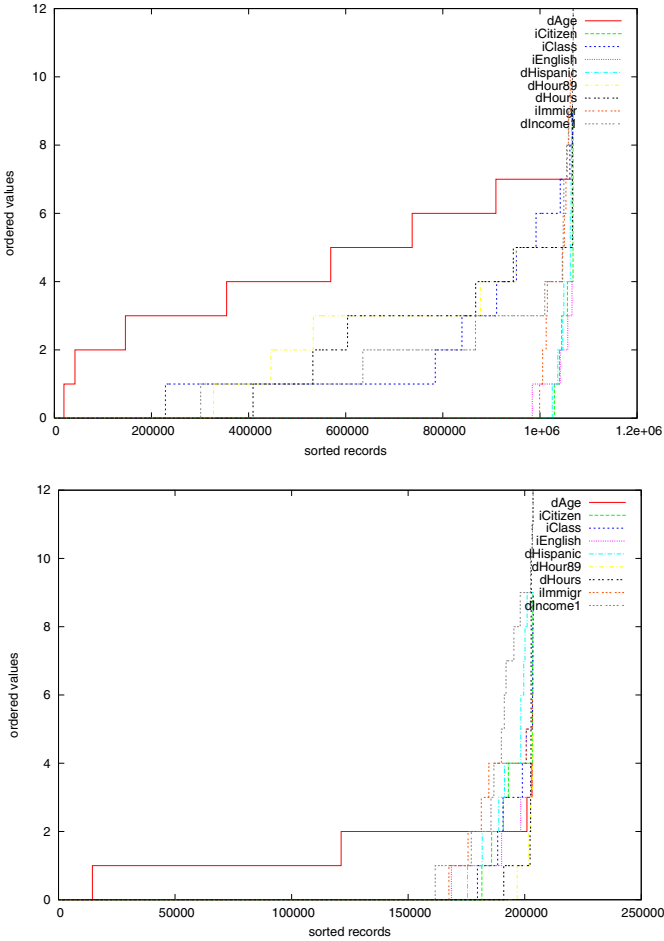 12
10
8
6
4
2
0
ordered values
dAge
iCitizen
iClass
iEnglish
dHispanic
dHour89
dHours
iImmigr
dIncome1
0
200000
400000
600000
800000
1e+06
1.2e+06
sorted records
12
10
8
6
4
2
0
ordered values
dAge
iCitizen
iClass
iEnglish
dHispanic
dHour89
dHours
iImmigr
dIncome1
0
50000
100000
150000
200000
250000
sorted records